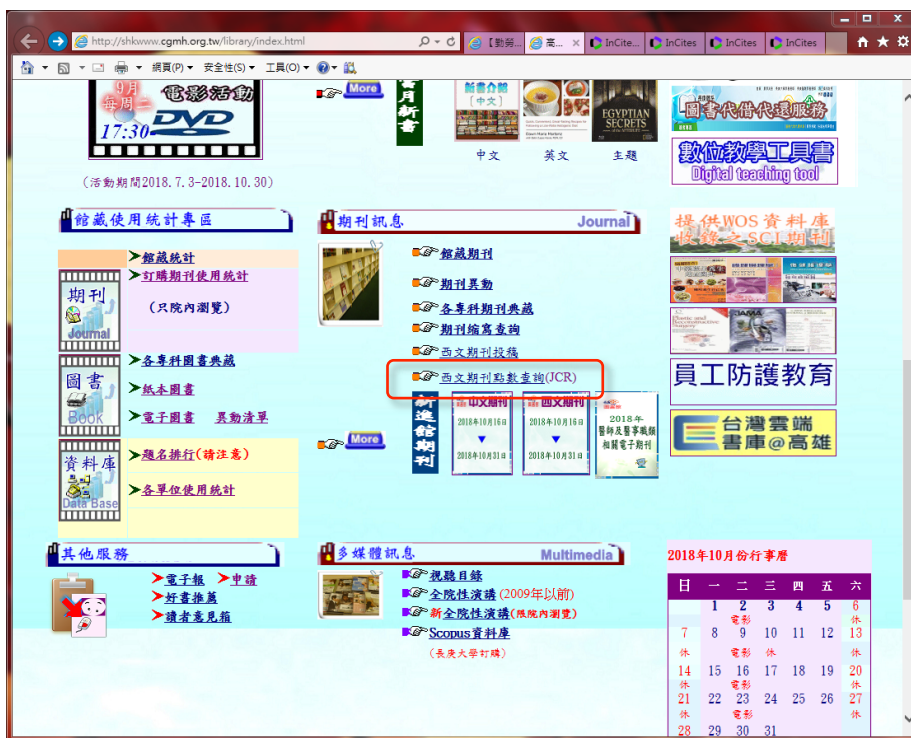 http://shkwww.cgmh.org.tw/library/index.html
【勤勞...
高...
InCite...
InCites
InCites
InCites
網頁(P)
安全性(S)
工具(O)
9月
每周二
17:30
電影活動
DVD
(活動期間2018.7.3-2018.10.30)
More
月新書
新書介紹
[中文]
EGYPTIAN
SECRETS
中文
英文
主題
圖書代借代還服務
數位教學工具書
Digital teaching tool
館藏使用統計專區
館藏統計
期刊
Journal
訂購期刊使用統計
(只院內瀏覽)
圖書
Book
各專科圖書典藏
紙本圖書
電子圖書 異動清單
資料庫
Data Base
題名排行(請注意)
各單位使用統計
期刊訊息
Journal
館藏期刊
期刊異動
各專科期刊典藏
期刊縮寫查詢
西文期刊投稿
西文期刊點數查詢(JCR)
More
新進館期刊
中文期刊
2018年10月16日
2018年10月31日
西文期刊
2018年10月16日
2018年10月31日
2018年
醫師及醫事職類
相關電子期刊
提供WOS資料庫
收錄之SCI期刊
JAMA
員工防護教育
台灣雲端
書庫@高雄
其他服務
電子報
申請
好書推薦
讀者意見箱
多媒體訊息
Multimedia
視聽目錄
全院性演講(2009年以前)
新全院性演講(限院內瀏覽)
Scopus資料庫
(長庚大學訂購)
2018年10月份行事曆
日 一 二 三 四 五 六
1 2 3 4 5 6
電影 休
7 8 9 10 11 12 13
休 電影 休
14 15 16 17 18 19 20
休 電影 休
21 22 23 24 25 26 27
休 電影 休
28 29 30 31